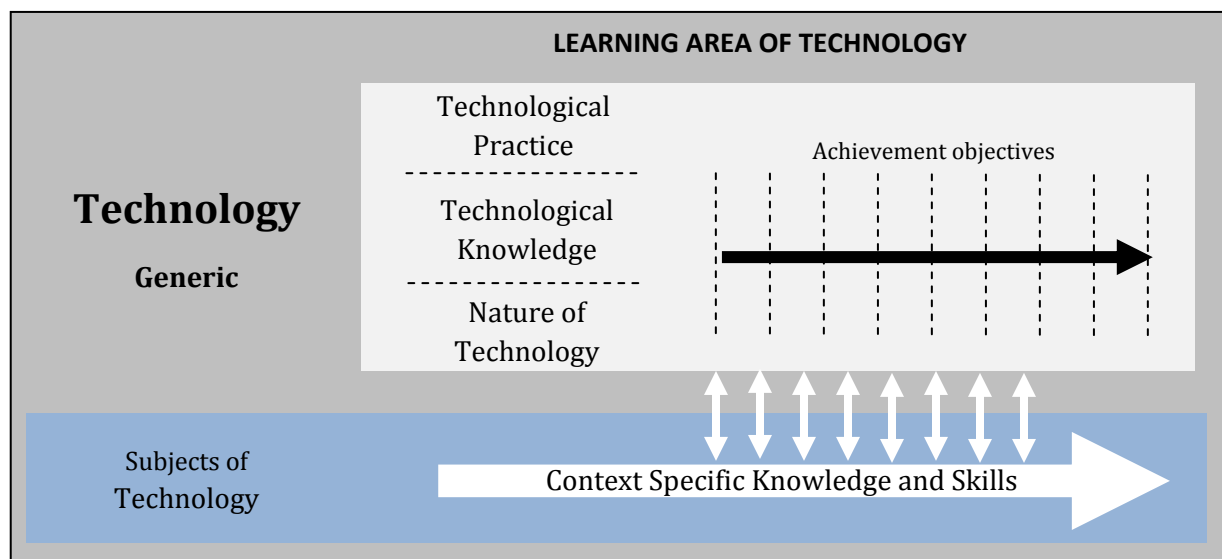 LEARNING AREA OF TECHNOLOGY
Technology
Generic
Technological
Practice
Technological
Knowledge
Nature of
Technology
Achievement objectives
Subjects of
Technology
Context Specific Knowledge and Skills